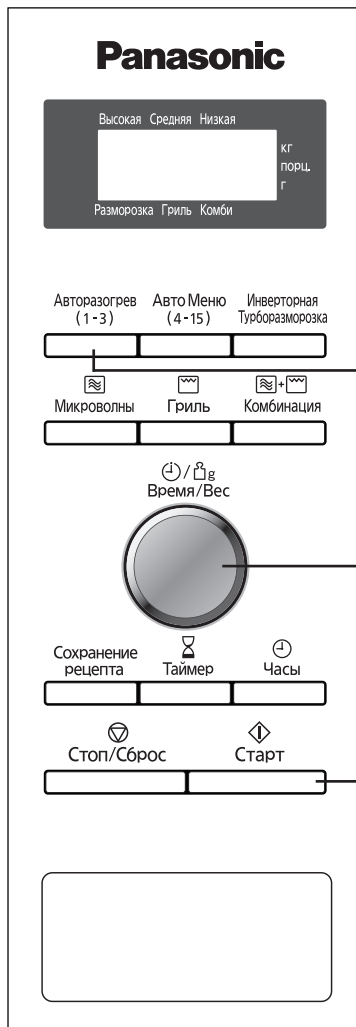 Panasonic
Высокая Средняя Низкая
кг
порц.
г
Разморозка Гриль Комби
Авторазогрев
(1-3)
Авто Меню
(4-15)
Инверторная
Турборазморозка
Микроволны
Гриль
+
Комбинация
/ g
Время/Вес
Сохранение
рецепта
Таймер
Часы
Стоп/Сброс
Старт